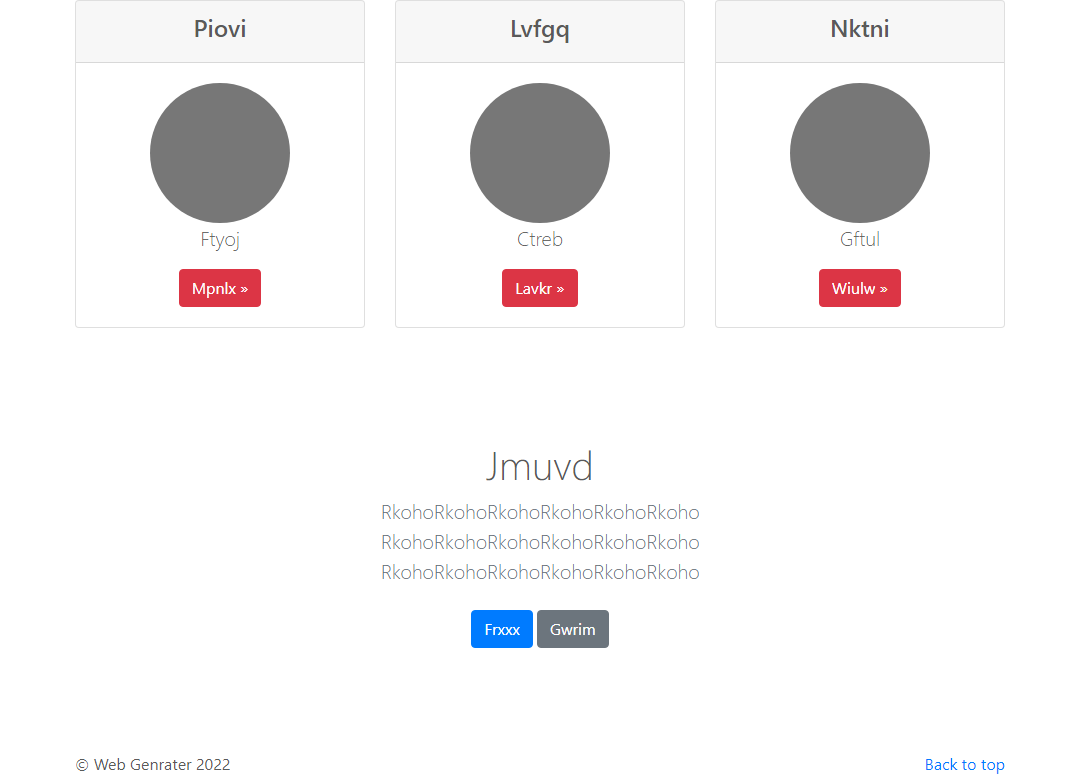 Piovi
Lvfgq
Nktni
Ftyoj
Ctreb
Gftul
Mpnlx »
Lavkr »
Wiulw »
Jmuvd
RkohoRkohoRkohoRkohoRkohoRkoho
RkohoRkohoRkohoRkohoRkohoRkoho
RkohoRkohoRkohoRkohoRkohoRkoho
Frxxx
Gwrim
© Web Genrater 2022
Back to top